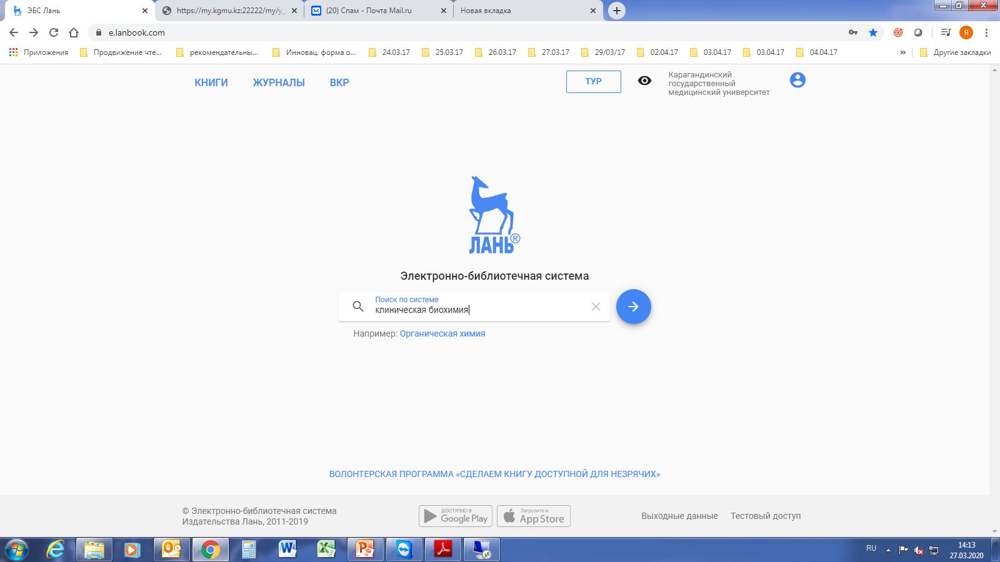 ЭБС Лань
https://my.kgmu.kz:22222/my/y_
(20) Спам - Почта Mail.ru
Новая вкладка
e.lanbook.com
Я
Приложения
Продвижение чте...
рекомендательны...
Инновац. форма о...
24.03.17
25.03.17
26.03.17
27.03.17
29/03/17
02.04.17
03.04.17
03.04.17
04.04.17
»
Другие закладки
КНИГИ
ЖУРНАЛЫ
ВКР
ТУР
Карагандинский
государственный
медицинский университет
ЛАНЬ®
Электронно-библиотечная система
Поиск по системе
клиническая биохимия
Например: Органическая химия
ВОЛОНТЕРСКАЯ ПРОГРАММА «СДЕЛАЕМ КНИГУ ДОСТУПНОЙ ДЛЯ НЕЗРЯЧИХ»
© Электронно-библиотечная система
Издательства Лань, 2011-2019
ДОСТУПНО В
Google Play
Загрузите в
App Store
Выходные данные
Тестовый доступ
RU
14:13
27.03.2020